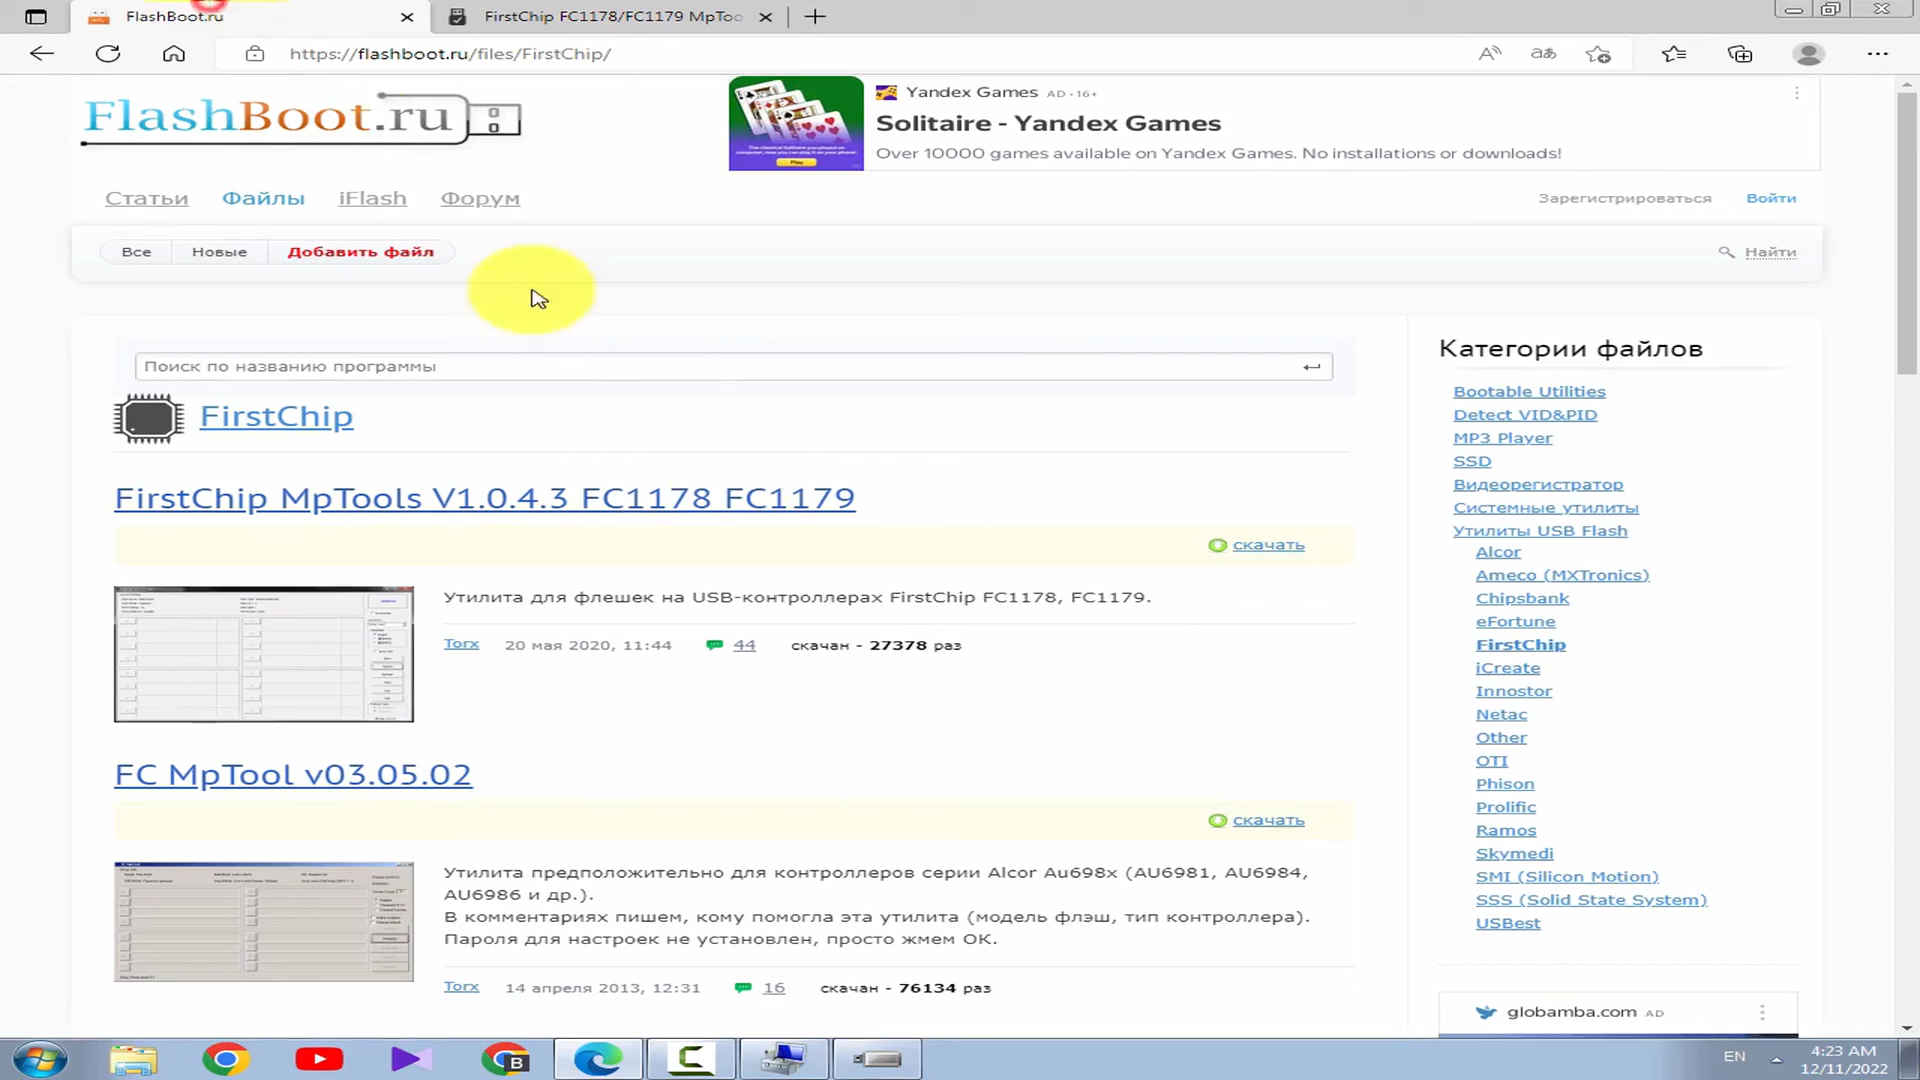 FlashBoot.ru
FirstChip FC1178/FC1179 MpToo
https://flashboot.ru/files/FirstChip/
FlashBoot.ru
Yandex Games AD · 16+
Solitaire - Yandex Games
Over 10000 games available on Yandex Games. No installations or downloads!
Play
Статьи Файлы iFlash Форум
Зарегистрироваться Войти
Все Новые Добавить файл
Найти
Поиск по названию программы
FirstChip
FirstChip MpTools V1.0.4.3 FC1178 FC1179
скачать
Утилита для флешек на USB-контроллерах FirstChip FC1178, FC1179.
Torx 20 мая 2020, 11:44 44 скачан - 27378 раз
FC MpTool v03.05.02
скачать
Утилита предположительно для контроллеров серии Alcor Au698x (AU6981, AU6984,
AU6986 и др.).
В комментариях пишем, кому помогла эта утилита (модель флэш, тип контроллера).
Пароля для настроек не установлен, просто жмем ОК.
Torx 14 апреля 2013, 12:31 16 скачан - 76134 раз
Категории файлов
Bootable Utilities
Detect VID&PID
MP3 Player
SSD
Видеорегистратор
Системные утилиты
Утилиты USB Flash
Alcor
Ameco (MXTronics)
Chipsbank
eFortune
FirstChip
iCreate
Innostor
Netac
Other
OTI
Phison
Prolific
Ramos
Skymedi
SMI (Silicon Motion)
SSS (Solid State System)
USBest
globamba.com AD
EN
4:23 AM
12/11/2022